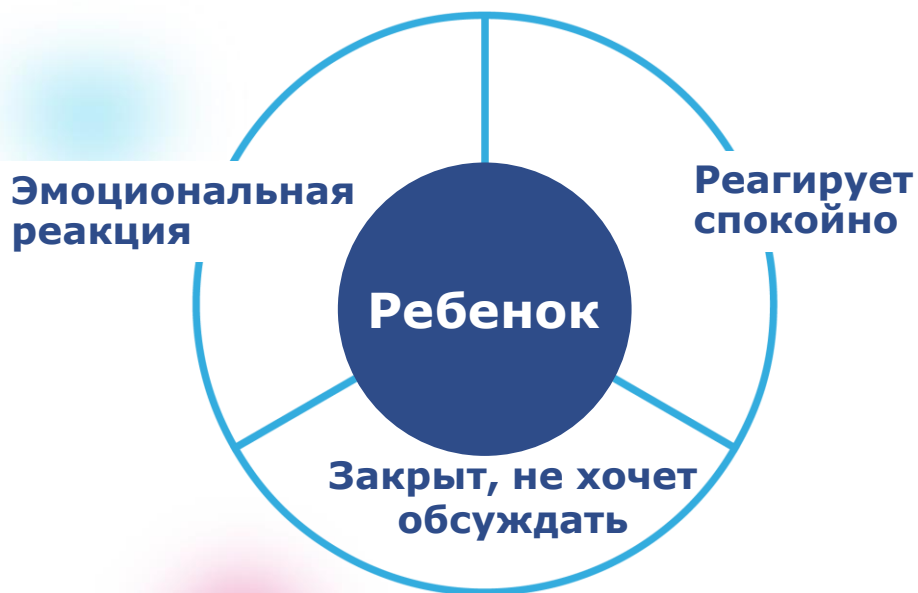 Эмоциональная
реакция
Реагирует
спокойно
Ребенок
Закрыт, не хочет
обсуждать